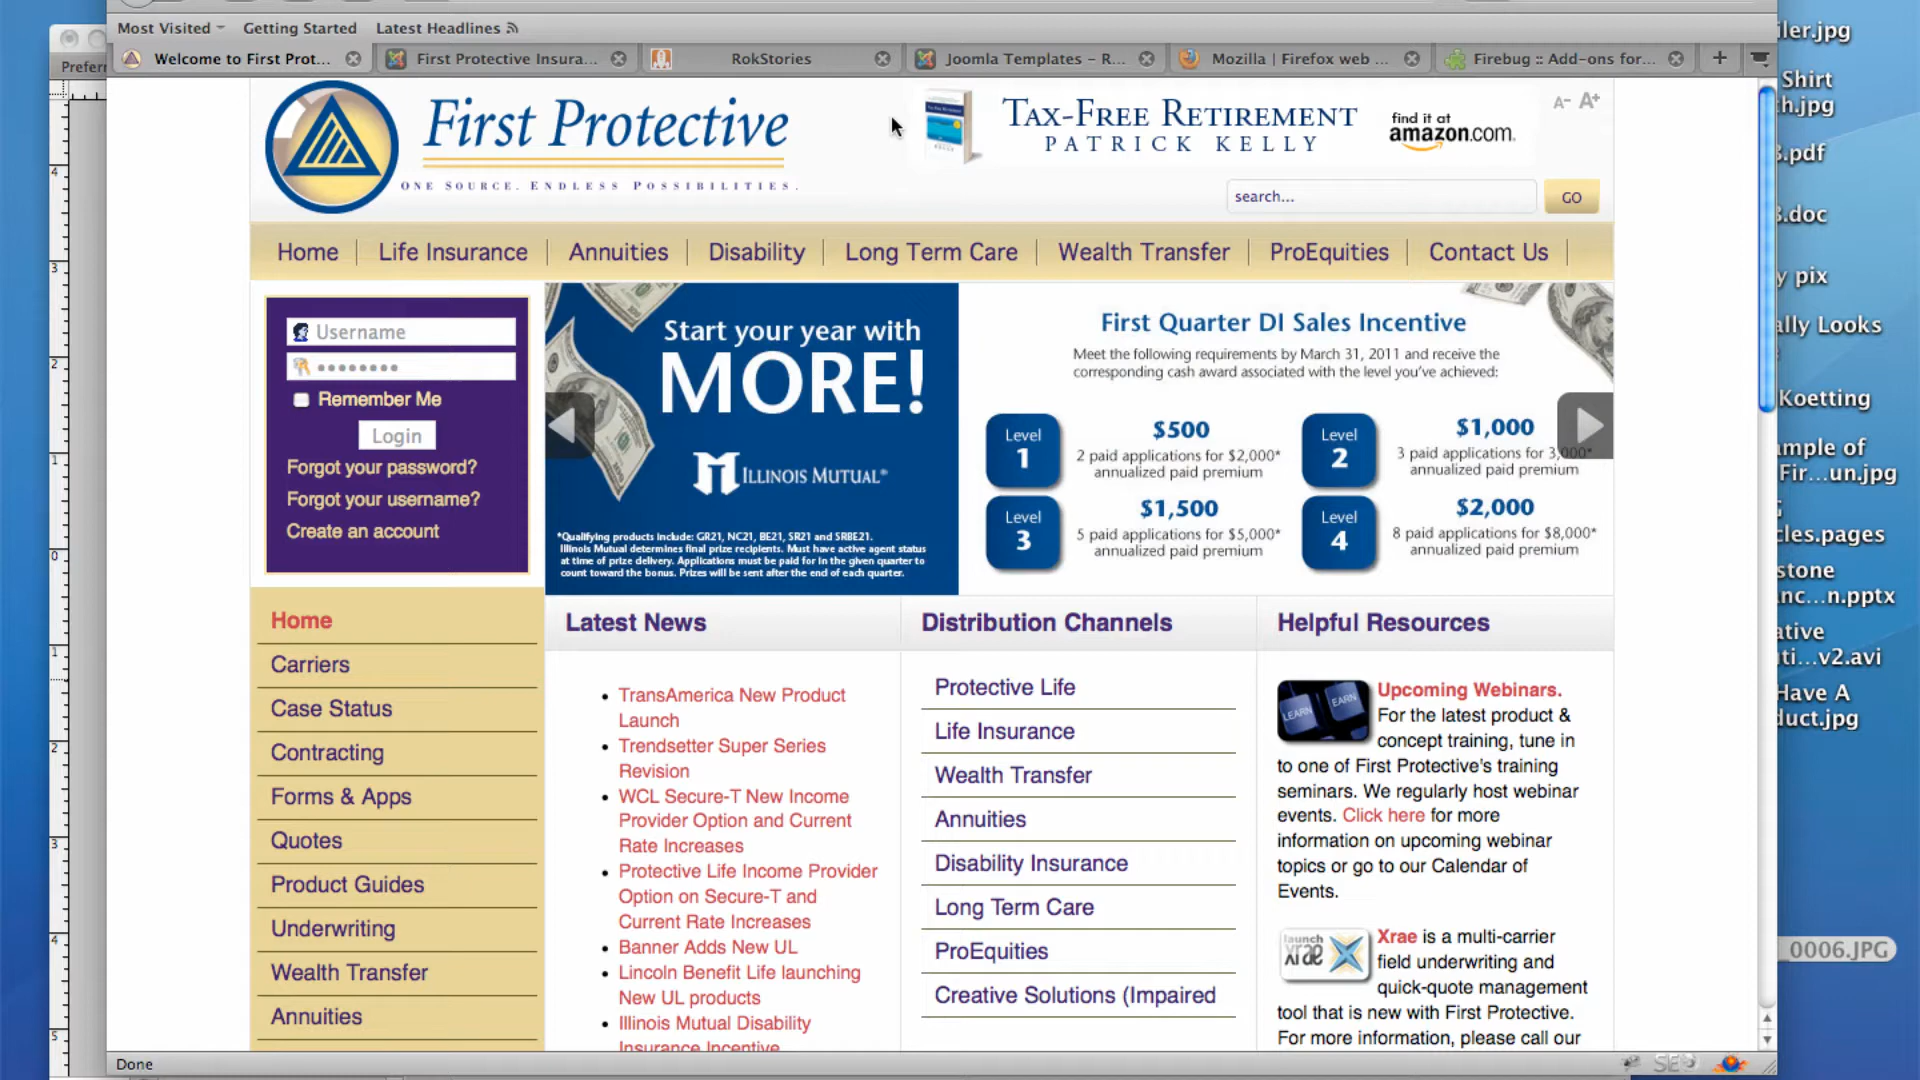 Most Visited
Getting Started
Latest Headlines
Welcome to First Prot...
First Protective Insura...
RokStories
Joomla Templates - R...
Mozilla | Firefox web ...
Firebug :: Add-ons for...
Preferr
First Protective
ONE SOURCE. ENDLESS POSSIBILITIES.
TAX-FREE RETIREMENT
PATRICK KELLY
find it at
amazon.com.
A- A+
search...
GO
Home
Life Insurance
Annuities
Disability
Long Term Care
Wealth Transfer
ProEquities
Contact Us
Username
Remember Me
Login
Forgot your password?
Forgot your username?
Create an account
Start your year with
MORE!
ILLINOIS MUTUAL®
*Qualifying products include: GR21, NC21, BE21, SR21 and SRBE21.
Illinois Mutual determines final prize recipients. Must have active agent status
at time of prize delivery. Applications must be paid for in the given quarter to
count toward the bonus. Prizes will be sent after the end of each quarter.
First Quarter DI Sales Incentive
Meet the following requirements by March 31, 2011 and receive the
corresponding cash award associated with the level you've achieved:
Level
1
$500
2 paid applications for $2,000*
annualized paid premium
Level
2
$1,000
3 paid applications for 3,000*
annualized paid premium
Level
3
$1,500
5 paid applications for $5,000*
annualized paid premium
Level
4
$2,000
8 paid applications for $8,000*
annualized paid premium
Home
Carriers
Case Status
Contracting
Forms & Apps
Quotes
Product Guides
Underwriting
Wealth Transfer
Annuities
Latest News
TransAmerica New Product
Launch
Trendsetter Super Series
Revision
WCL Secure-T New Income
Provider Option and Current
Rate Increases
Protective Life Income Provider
Option on Secure-T and
Current Rate Increases
Banner Adds New UL
Lincoln Benefit Life launching
New UL products
Illinois Mutual Disability
Insurance Incentive
Distribution Channels
Protective Life
Life Insurance
Wealth Transfer
Annuities
Disability Insurance
Long Term Care
ProEquities
Creative Solutions (Impaired
Helpful Resources
LEARN EARN
Upcoming Webinars.
For the latest product &
concept training, tune in
to one of First Protective's training
seminars. We regularly host webinar
events. Click here for more
information on upcoming webinar
topics or go to our Calendar of
Events.
launch
xrae
Xrae is a multi-carrier
field underwriting and
quick-quote management
tool that is new with First Protective.
For more information, please call our
Done
ler.jpg
Shirt
h.jpg
.pdf
.doc
y pix
ally Looks
Koetting
mple of
Fir...un.jpg
cles.pages
stone
nc...n.pptx
ative
uti...v2.avi
Have A
duct.jpg
0006.JPG